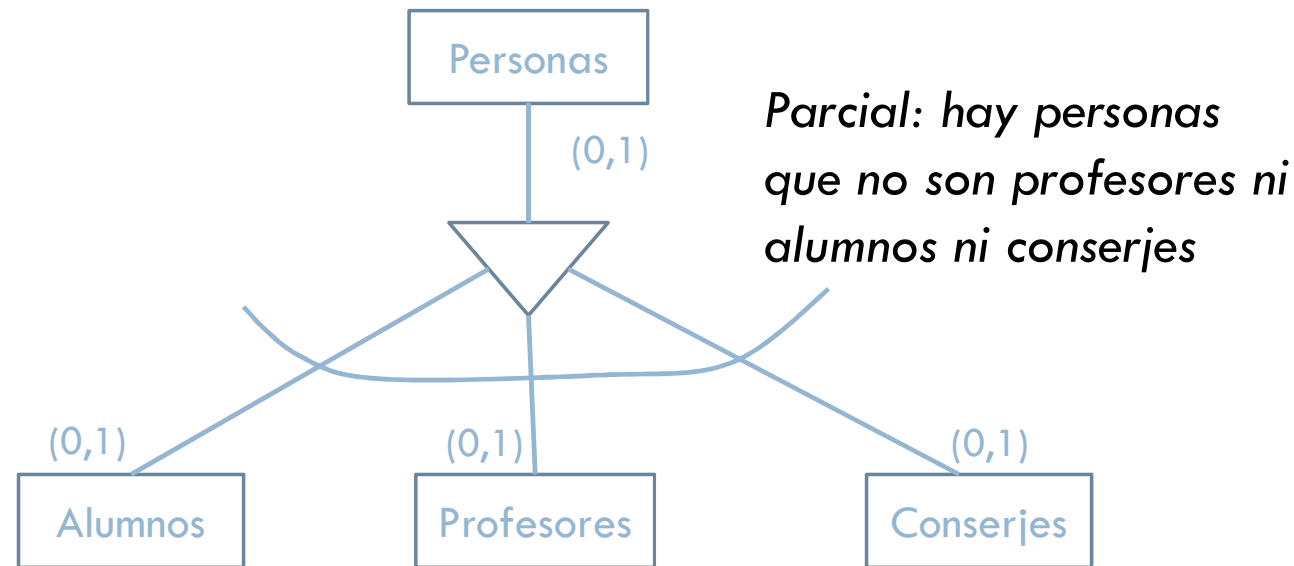 Personas
(0,1)
Parcial: hay personas
que no son profesores ni
alumnos ni conserjes
(0,1)
(0,1)
(0,1)
Alumnos
Profesores
Conserjes